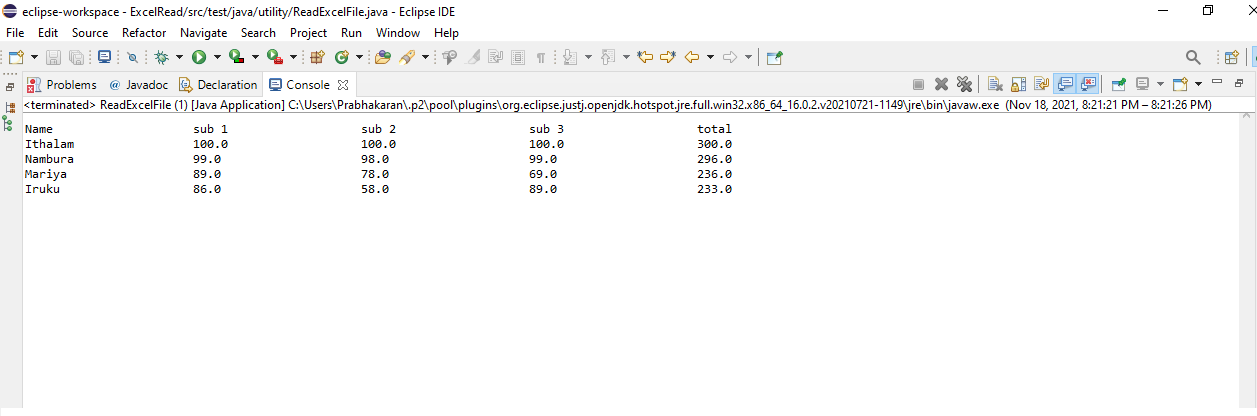 eclipse-workspace - ExcelRead/src/test/java/utility/ReadExcelFile.java - Eclipse IDE
File Edit Source Refactor Navigate Search Project Run Window Help
Problems @ Javadoc Declaration Console
<terminated> ReadExcelFile (1) [Java Application] C:\Users\Prabhakaran\.p2\pool\plugins\org.eclipse.justj.openjdk.hotspot.jre.full.win32.x86_64_16.0.2.v20210721-1149\jre\bin\javaw.exe (Nov 18, 2021, 8:21:21 PM – 8:21:26 PM)
Name sub 1 sub 2 sub 3 total
Ithalam 100.0 100.0 100.0 300.0
Nambura 99.0 98.0 99.0 296.0
Mariya 89.0 78.0 69.0 236.0
Iruku 86.0 58.0 89.0 233.0